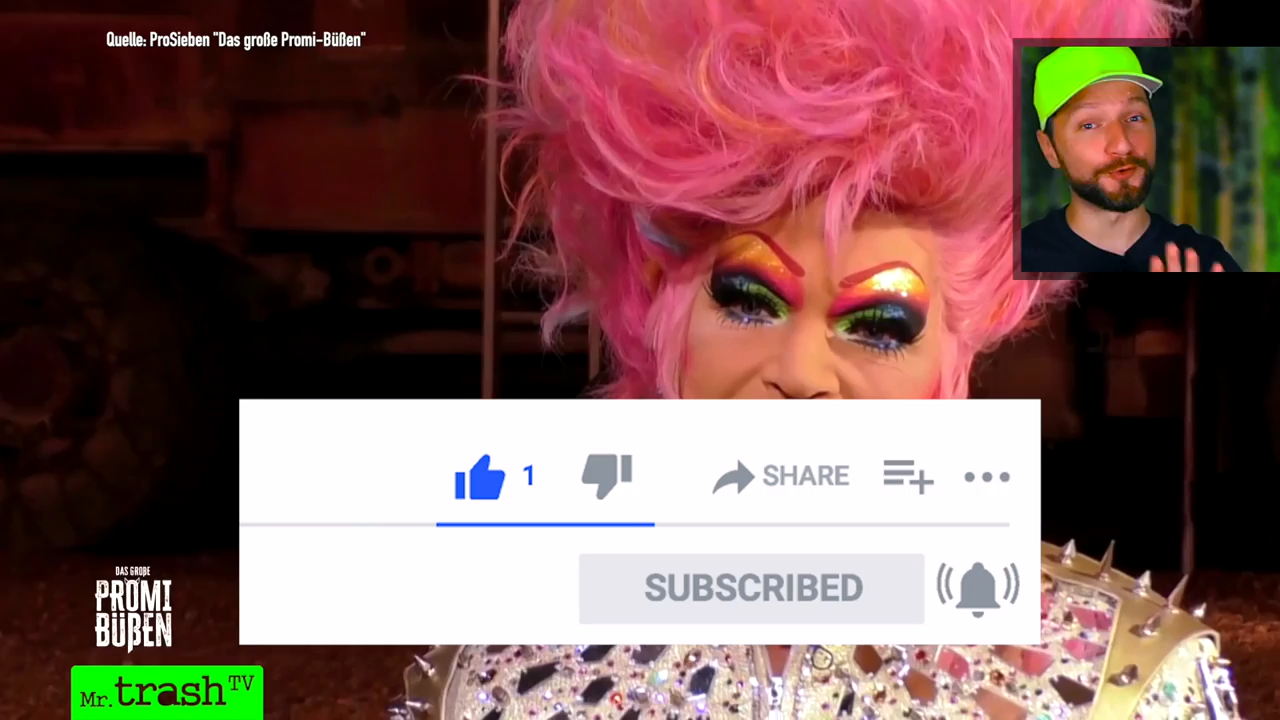 Quelle: ProSieben "Das große Promi-Büßen"
1
SHARE
SUBSCRIBED
DAS GROẞE
PROMI
BÜẞEN
Mr. trash TV